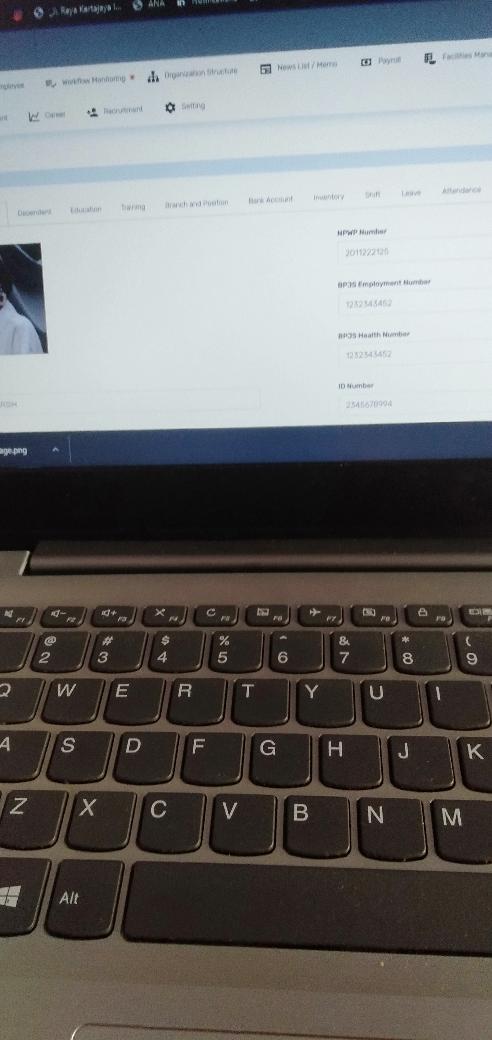 Jl. Raya Kertajaya I... ANA
Workflow Monitoring Organization Structure News List / Memo Payroll Facilities Mana
Career Recruitment Setting
Dependent Education Training Branch and Position Bank Account Inventory Shift Leave Attendance
NPWP Number
2011222125
BPJS Employment Number
1232343452
BPJS Health Number
1232343452
ID Number
2345678994
age.png
F1 F2 F3 F4 F5 F6 F7 F8 F9
@ # $ % ^ & * (
2 3 4 5 6 7 8 9
Q W E R T Y U I
A S D F G H J K
Z X C V B N M
Alt